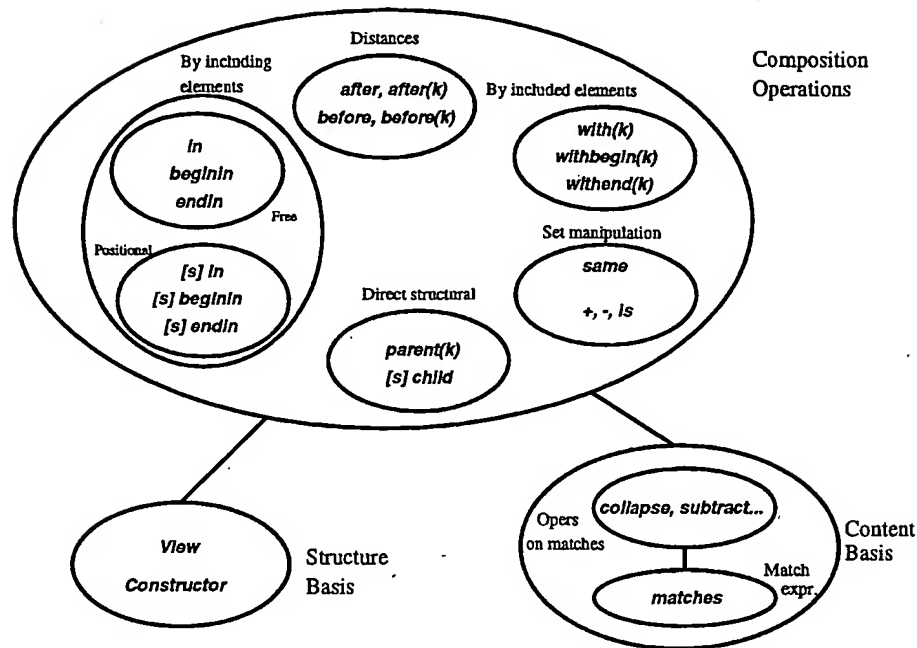 Distances
By including
elements
after, after(k)
before, before(k)
By included elements
Composition
Operations
in
beginin
endin
Free
with(k)
withbegin(k)
withend(k)
Positional
[s] in
[s] beginin
[s] endin
Set manipulation
same
+, -, is
Direct structural
parent(k)
[s] child
View
Constructor
Structure
Basis
Opers
on matches
collapse, subtract...
Content
Basis
Match
expr.
matches